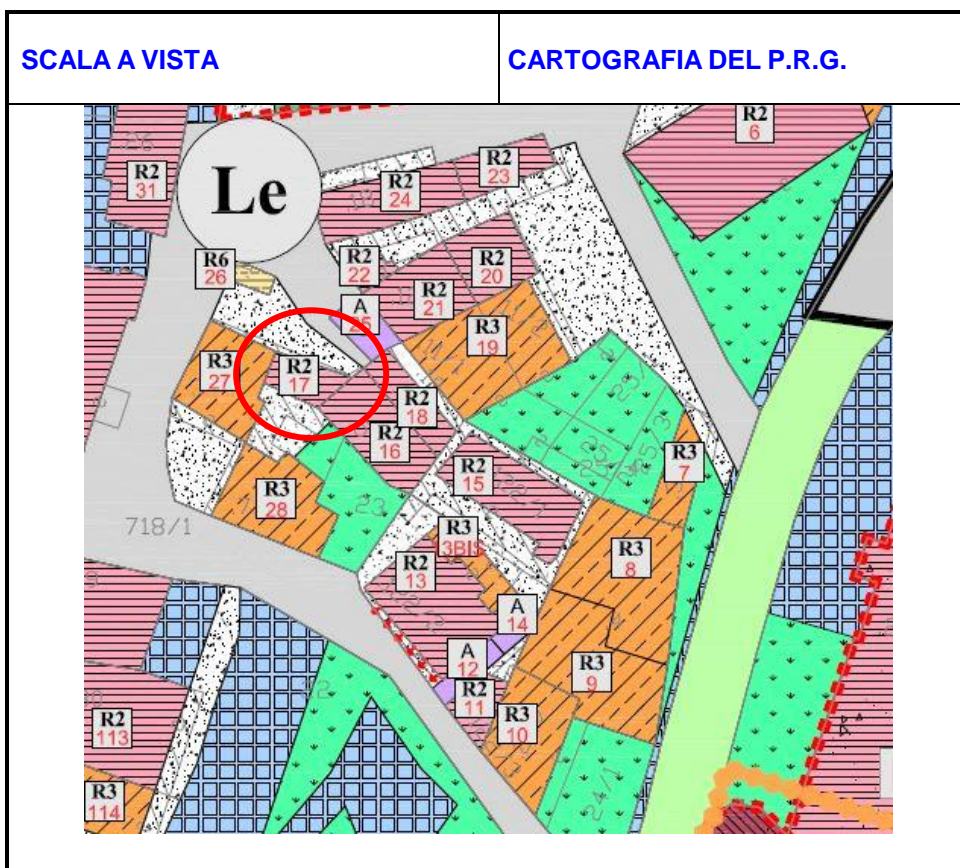 SCALA A VISTA
CARTOGRAFIA DEL P.R.G.
R2
6
R2
23
R2
31
R2
24
Le
R2
22
R2
20
R6
26
R2
21
A
25
R3
19
R3
27
R2
17
R2
18
R2
16
R3
7
R2
15
R3
28
23
718/1
R3
3BIS
R3
8
R2
13
A
14
A
12
R3
9
R2
11
R3
10
R2
113
24/1
R3
114